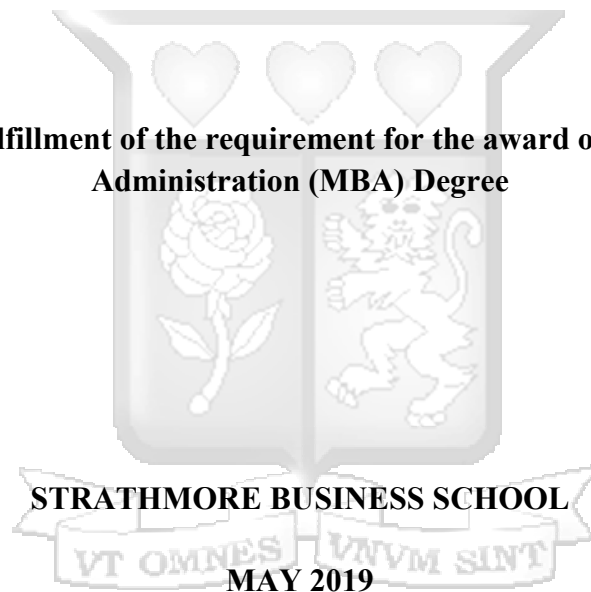 lfillment of the requirement for the award o
Administration (MBA) Degree
STRATHMORE BUSINESS SCHOOL
VT OMNES VNVM SINT
MAY 2019